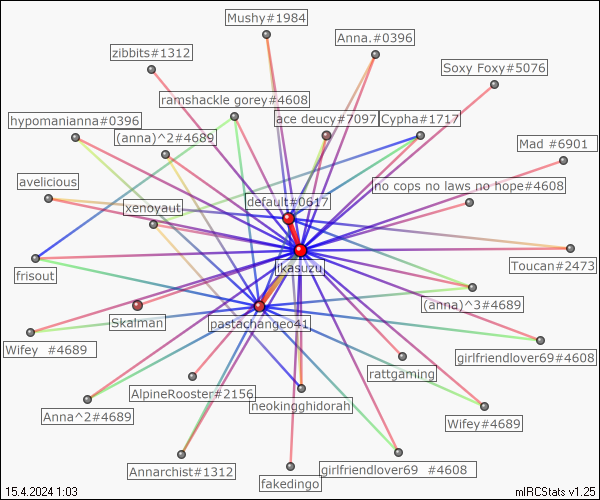 Mushy#1984
Anna.#0396
zibbits#1312
Soxy Foxy#5076
ramshackle gorey#4608
hypomanianna#0396
ace deucy#7097
Cypha#1717
(anna)^2#4689
Mad #6901
avelicious
no cops no laws no hope#4608
xenoyaut
default#0617
ikasuzu
Toucan#2473
frisout
(anna)^3#4689
Skalman
pastachangeo41
Wifey #4689
girlfriendlover69#4608
rattgaming
AlpineRooster#2156
neokingghidorah
Anna^2#4689
Wifey#4689
Annarchist#1312
fakedingo
girlfriendlover69 #4608
15.4.2024 1:03
mIRCStats v1.25